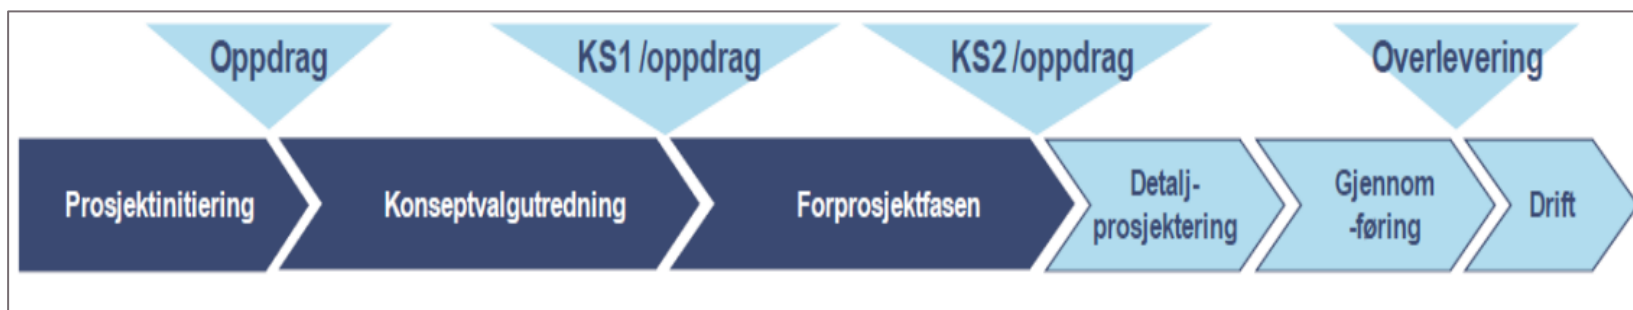 Oppdrag
KS1 /oppdrag
KS2 /oppdrag
Overlevering
Prosjektinitiering
Konseptvalgutredning
Forprosjektfasen
Detalj-
prosjektering
Gjennom
-føring
Drift